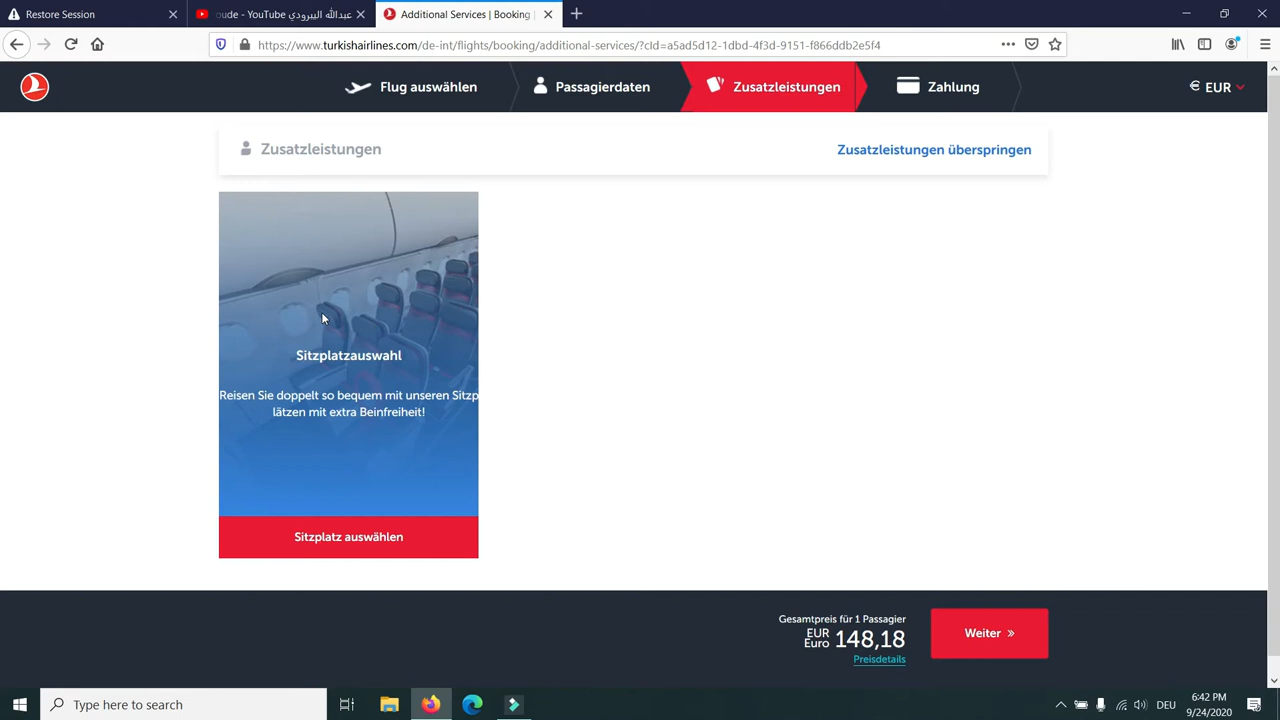 Restore Session
oude - YouTube عبدالله اليبرودي
Additional Services | Booking |
https://www.turkishairlines.com/de-int/flights/booking/additional-services/?cId=a5ad5d12-1dbd-4f3d-9151-f866ddb2e5f4
Flug auswählen
Passagierdaten
Zusatzleistungen
Zahlung
€ EUR
Zusatzleistungen
Zusatzleistungen überspringen
Sitzplatzauswahl
Reisen Sie doppelt so bequem mit unseren Sitzp
lätzen mit extra Beinfreiheit!
Sitzplatz auswählen
Gesamtpreis für 1 Passagier
EUR
Euro 148,18
Preisdetails
Weiter »
Type here to search
DEU
6:42 PM
9/24/2020